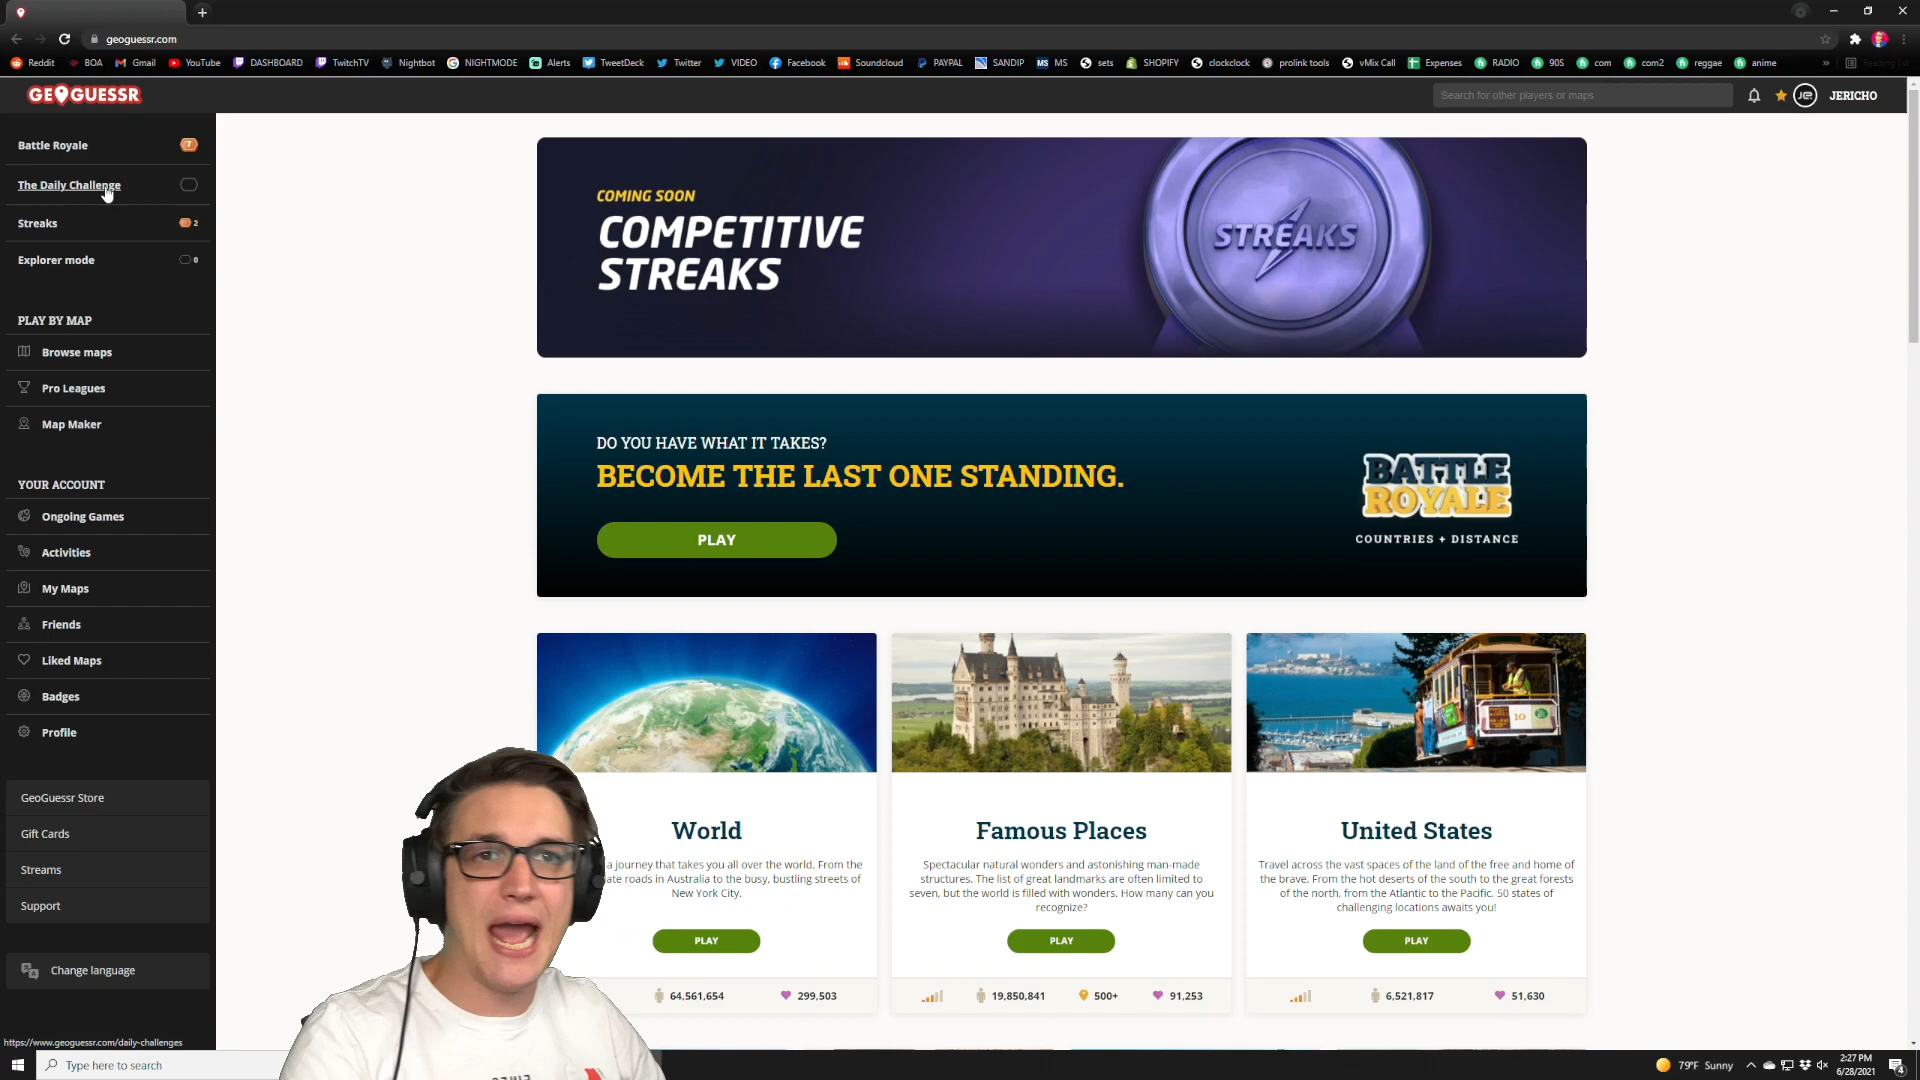 geoguessr.com
Reddit BOA Gmail YouTube DASHBOARD TwitchTV Nightbot NIGHTMODE Alerts TweetDeck Twitter VIDEO Facebook Soundcloud PAYPAL SANDIP MS MS sets SHOPIFY clockclock prolink tools vMix Call Expenses RADIO 90S com com2 reggae anime » Reading list
GEOGUESSR
Search for other players or maps
JE JERICHO
Battle Royale 7
The Daily Challenge
Streaks 2
Explorer mode 0
PLAY BY MAP
Browse maps
Pro Leagues
Map Maker
YOUR ACCOUNT
Ongoing Games
Activities
My Maps
Friends
Liked Maps
Badges
Profile
GeoGuessr Store
Gift Cards
Streams
Support
Change language
https://www.geoguessr.com/daily-challenges
COMING SOON
COMPETITIVE
STREAKS
STREAKS
DO YOU HAVE WHAT IT TAKES?
BECOME THE LAST ONE STANDING.
PLAY
BATTLE
ROYALE
COUNTRIES + DISTANCE
World
a journey that takes you all over the world. From the
ate roads in Australia to the busy, bustling streets of
New York City.
PLAY
64,561,654 299,503
10
Famous Places
Spectacular natural wonders and astonishing man-made
structures. The list of great landmarks are often limited to
seven, but the world is filled with wonders. How many can you
recognize?
PLAY
19,850,841 500+ 91,253
United States
Travel across the vast spaces of the land of the free and home of
the brave. From the hot deserts of the south to the great forests
of the north, from the Atlantic to the Pacific. 50 states of
challenging locations awaits you!
PLAY
6,521,817 51,630
Type here to search
79°F Sunny
2:27 PM
6/28/2021
4